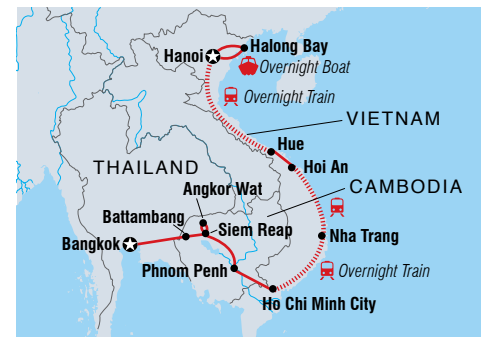 Halong Bay
Hanoi
Overnight Boat
Overnight Train
VIETNAM
Hue
Hoi An
THAILAND
Angkor Wat
CAMBODIA
Battambang
Siem Reap
Bangkok
Nha Trang
Phnom Penh
Overnight Train
Ho Chi Minh City